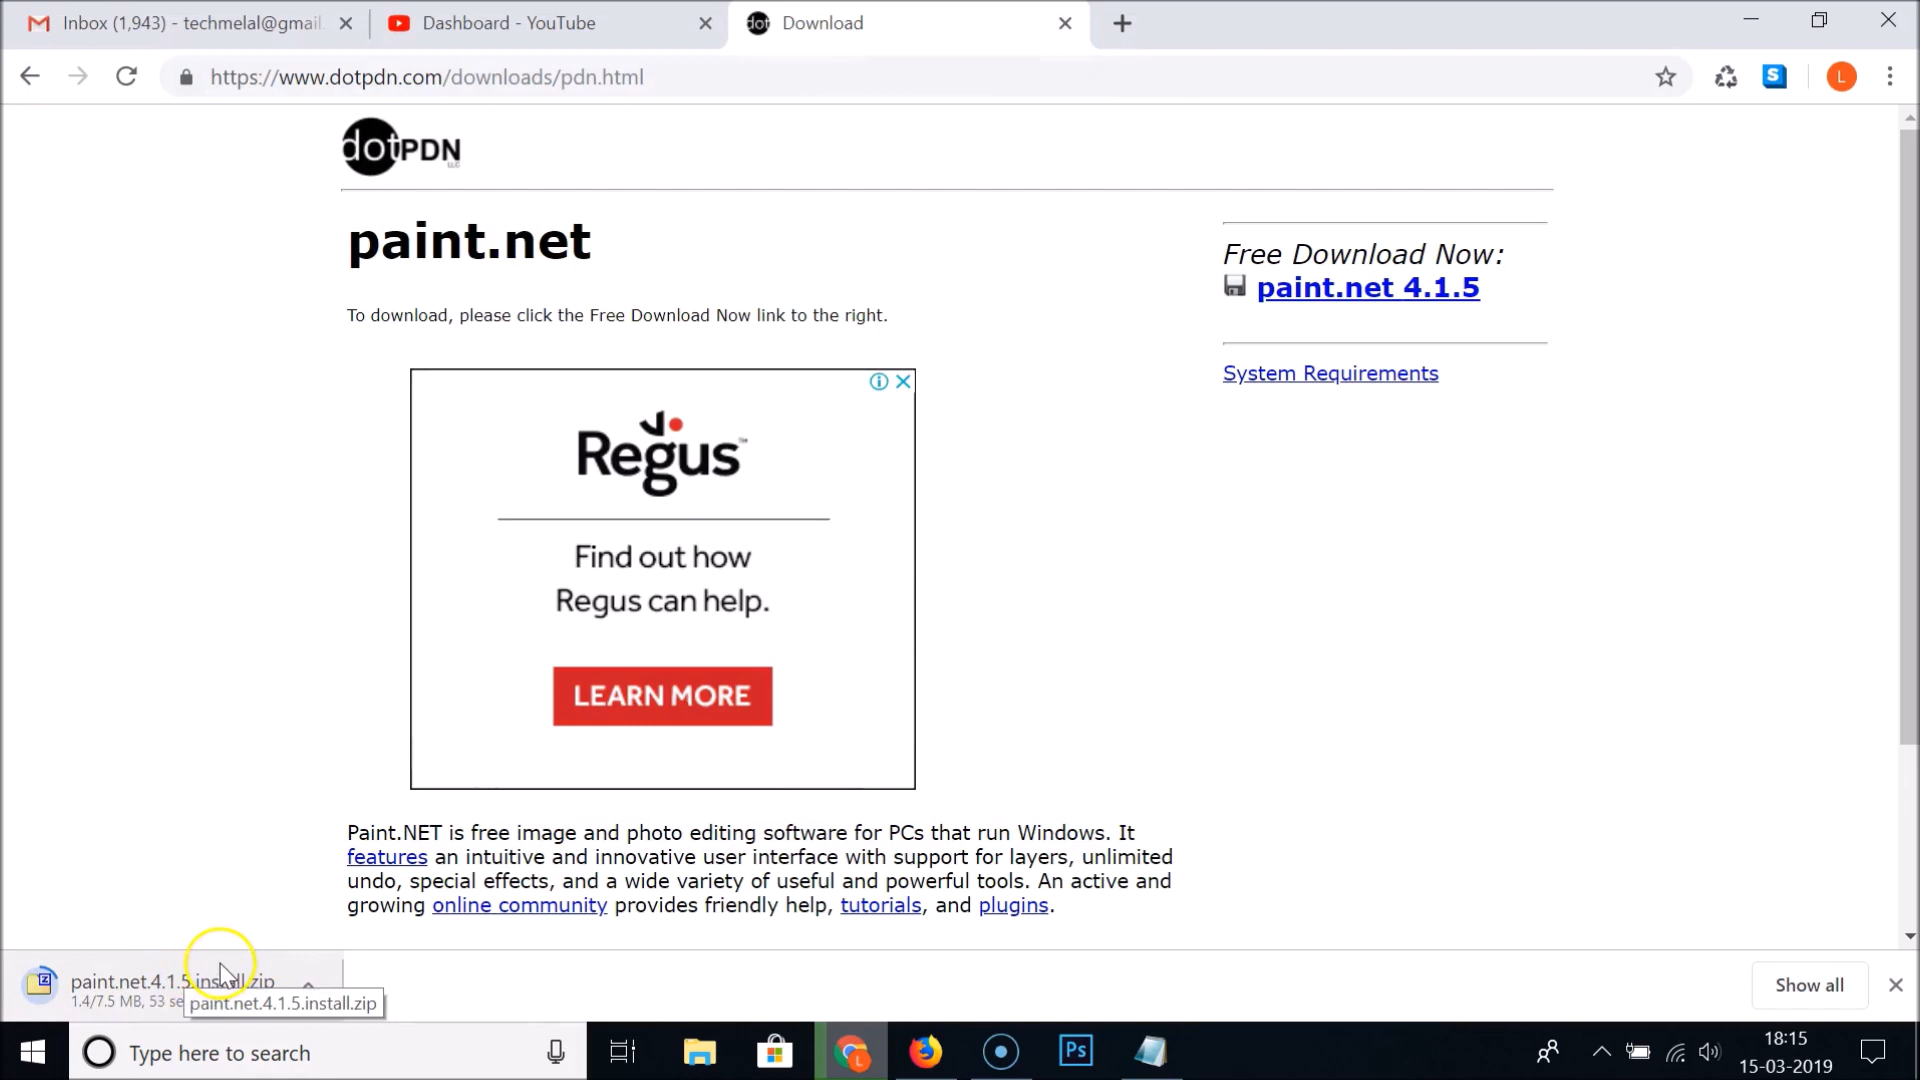 Inbox (1,943) - techmelal@gmail.
Dashboard - YouTube
dot
Download
https://www.dotpdn.com/downloads/pdn.html
S
L
dotPDN
LLC
paint.net
Free Download Now:
paint.net 4.1.5
To download, please click the Free Download Now link to the right.
System Requirements
Regus™
Find out how
Regus can help.
LEARN MORE
Paint.NET is free image and photo editing software for PCs that run Windows. It
features an intuitive and innovative user interface with support for layers, unlimited
undo, special effects, and a wide variety of useful and powerful tools. An active and
growing online community provides friendly help, tutorials, and plugins.
paint.net.4.1.5.install.zip
1.4/7.5 MB, 53 se
paint.net.4.1.5.install.zip
Show all
Type here to search
L
Ps
18:15
15-03-2019